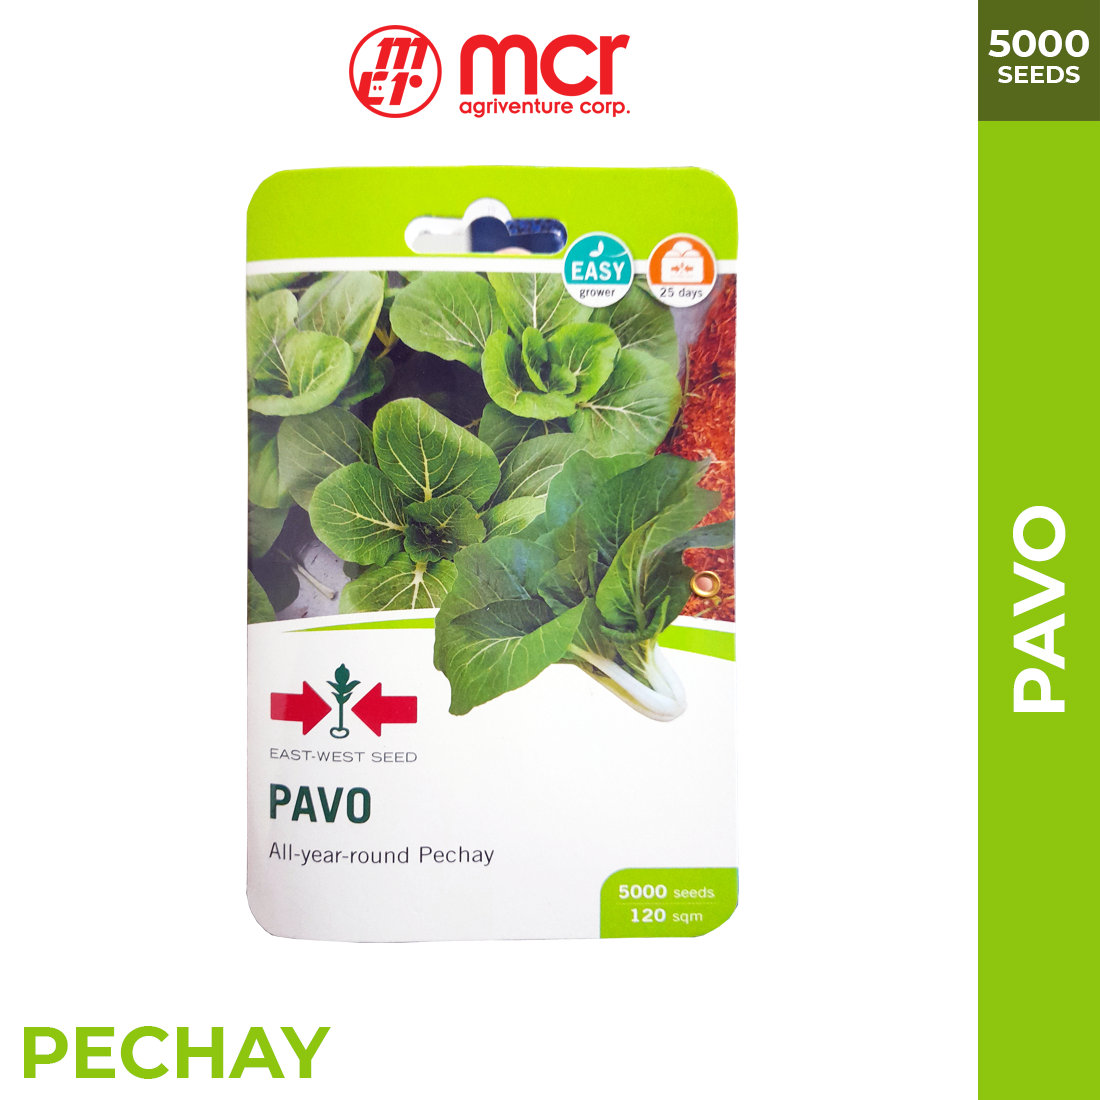 mcr
mcr
agriventure corp.
5000
SEEDS
EASY
grower
25 days
PAVO
EAST-WEST SEED
PAVO
All-year-round Pechay
5000 seeds
120 sqm
PECHAY